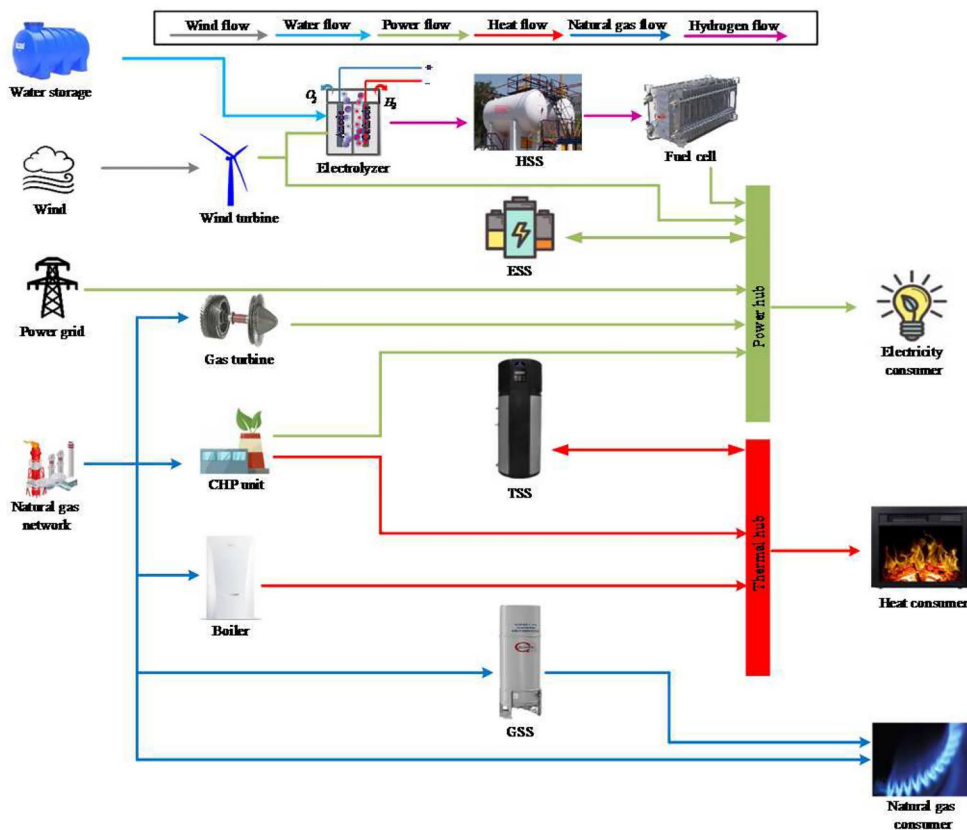 Wind flow
Water flow
Power flow
Heat flow
Natural gas flow
Hydrogen flow
Water storage
O2
H2
Anode
Electrolyzer
HSS
Fuel cell
Wind
Wind turbine
ESS
Power grid
Gas turbine
Power hub
Electricity
consumer
CHP unit
TSS
Natural gas
network
Thermal hub
Heat consumer
Boiler
GSS
Natural gas
consumer